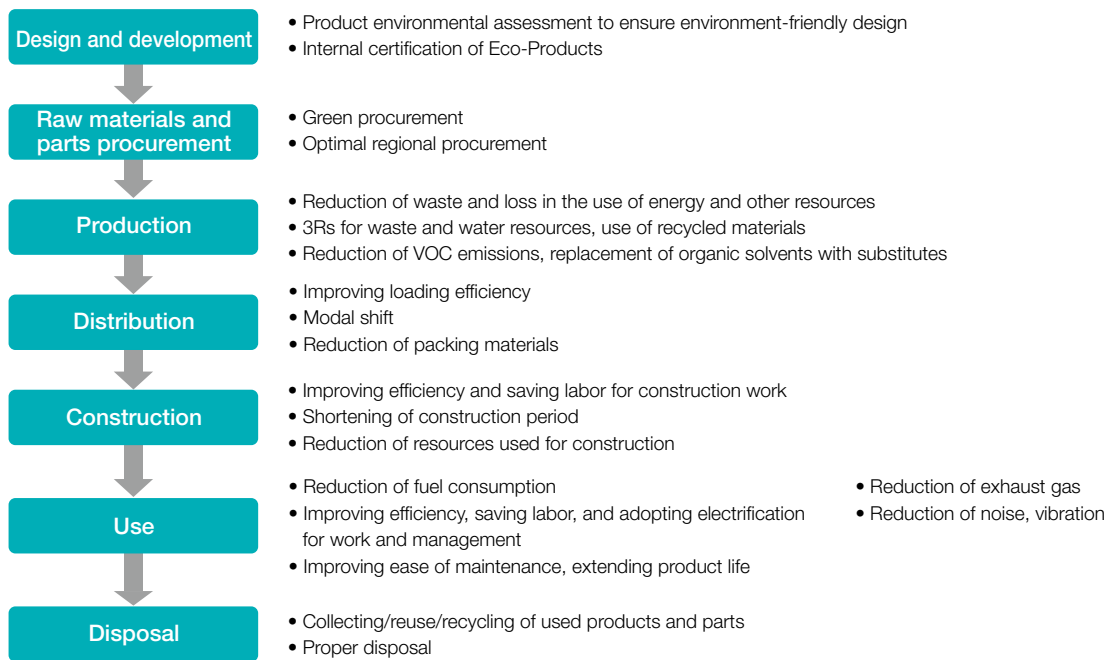 Design and development
• Product environmental assessment to ensure environment-friendly design
• Internal certification of Eco-Products
Raw materials and
parts procurement
• Green procurement
• Optimal regional procurement
Production
• Reduction of waste and loss in the use of energy and other resources
• 3Rs for waste and water resources, use of recycled materials
• Reduction of VOC emissions, replacement of organic solvents with substitutes
Distribution
• Improving loading efficiency
• Modal shift
• Reduction of packing materials
Construction
• Improving efficiency and saving labor for construction work
• Shortening of construction period
• Reduction of resources used for construction
Use
• Reduction of fuel consumption
• Improving efficiency, saving labor, and adopting electrification
for work and management
• Improving ease of maintenance, extending product life
• Reduction of exhaust gas
• Reduction of noise, vibration
Disposal
• Collecting/reuse/recycling of used products and parts
• Proper disposal